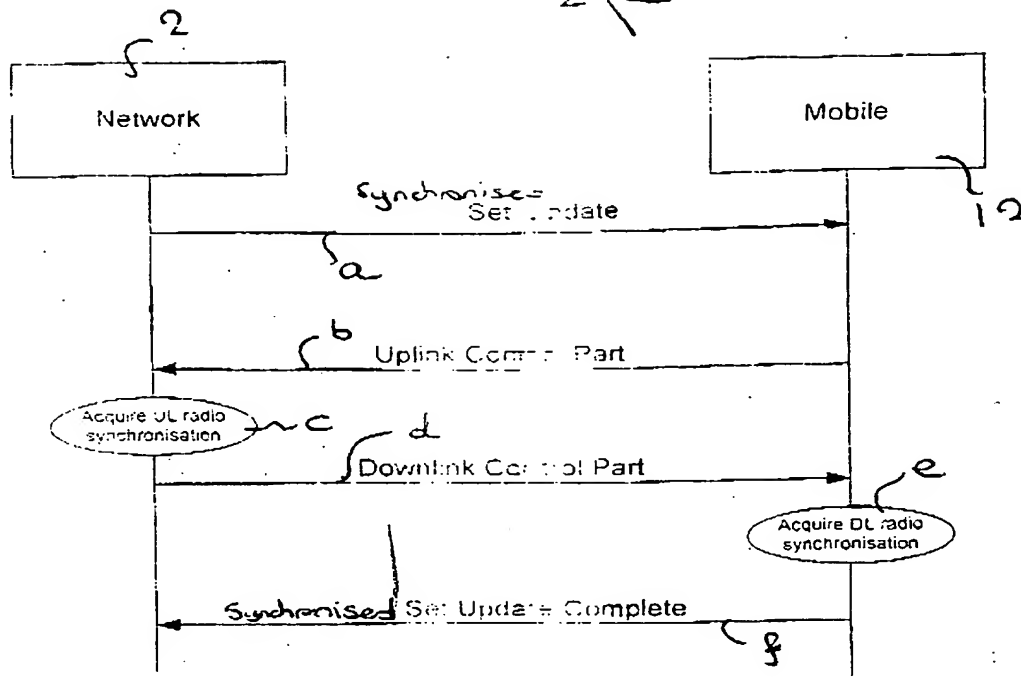 2
2
Network
Mobile
12
Synchronised
Set Update
a
b
Uplink Control Part
Acquire UL radio
synchronisation
c
d
Downlink Control Part
e
Acquire DL radio
synchronisation
Synchronised Set Update Complete
f